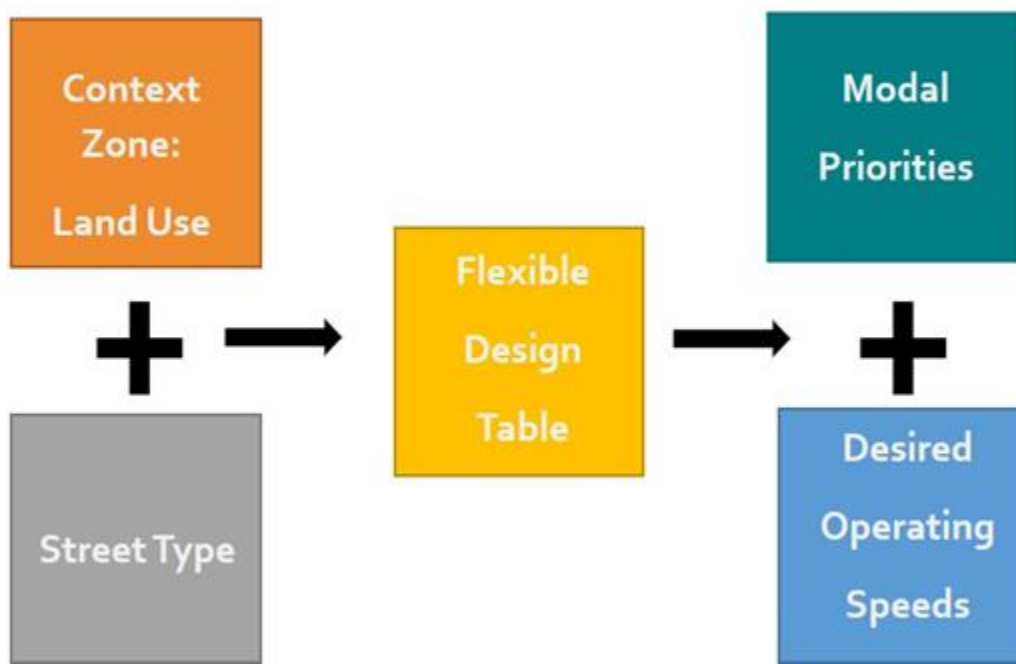 Context
Zone:
Land Use
Street Type
Flexible
Design
Table
Modal
Priorities
Desired
Operating
Speeds